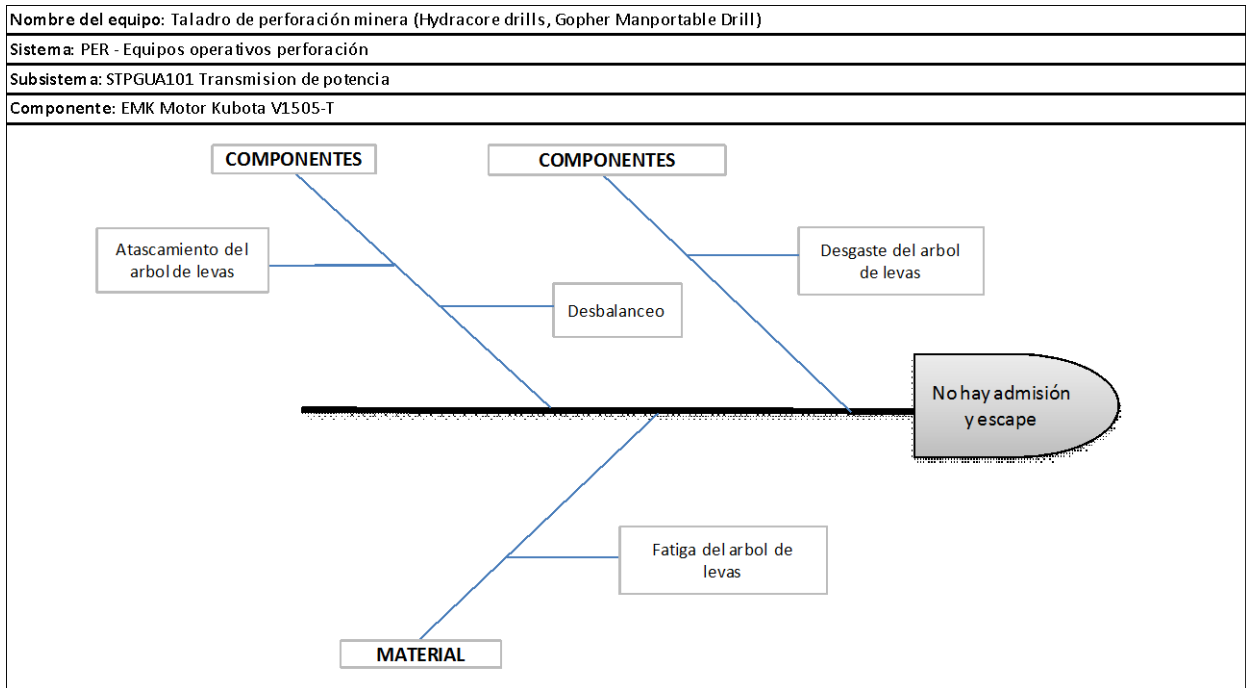 Nombre del equipo: Taladro de perforación minera (Hydracore drills, Gopher Manportable Drill)
Sistema: PER - Equipos operativos perforación
Subsistema: STPGUA101 Transmision de potencia
Componente: EMK Motor Kubota V1505-T
COMPONENTES
COMPONENTES
Atascamiento del
arbol de levas
Desgaste del arbol
de levas
Desbalanceo
No hay admisión
y escape
Fatiga del arbol de
levas
MATERIAL